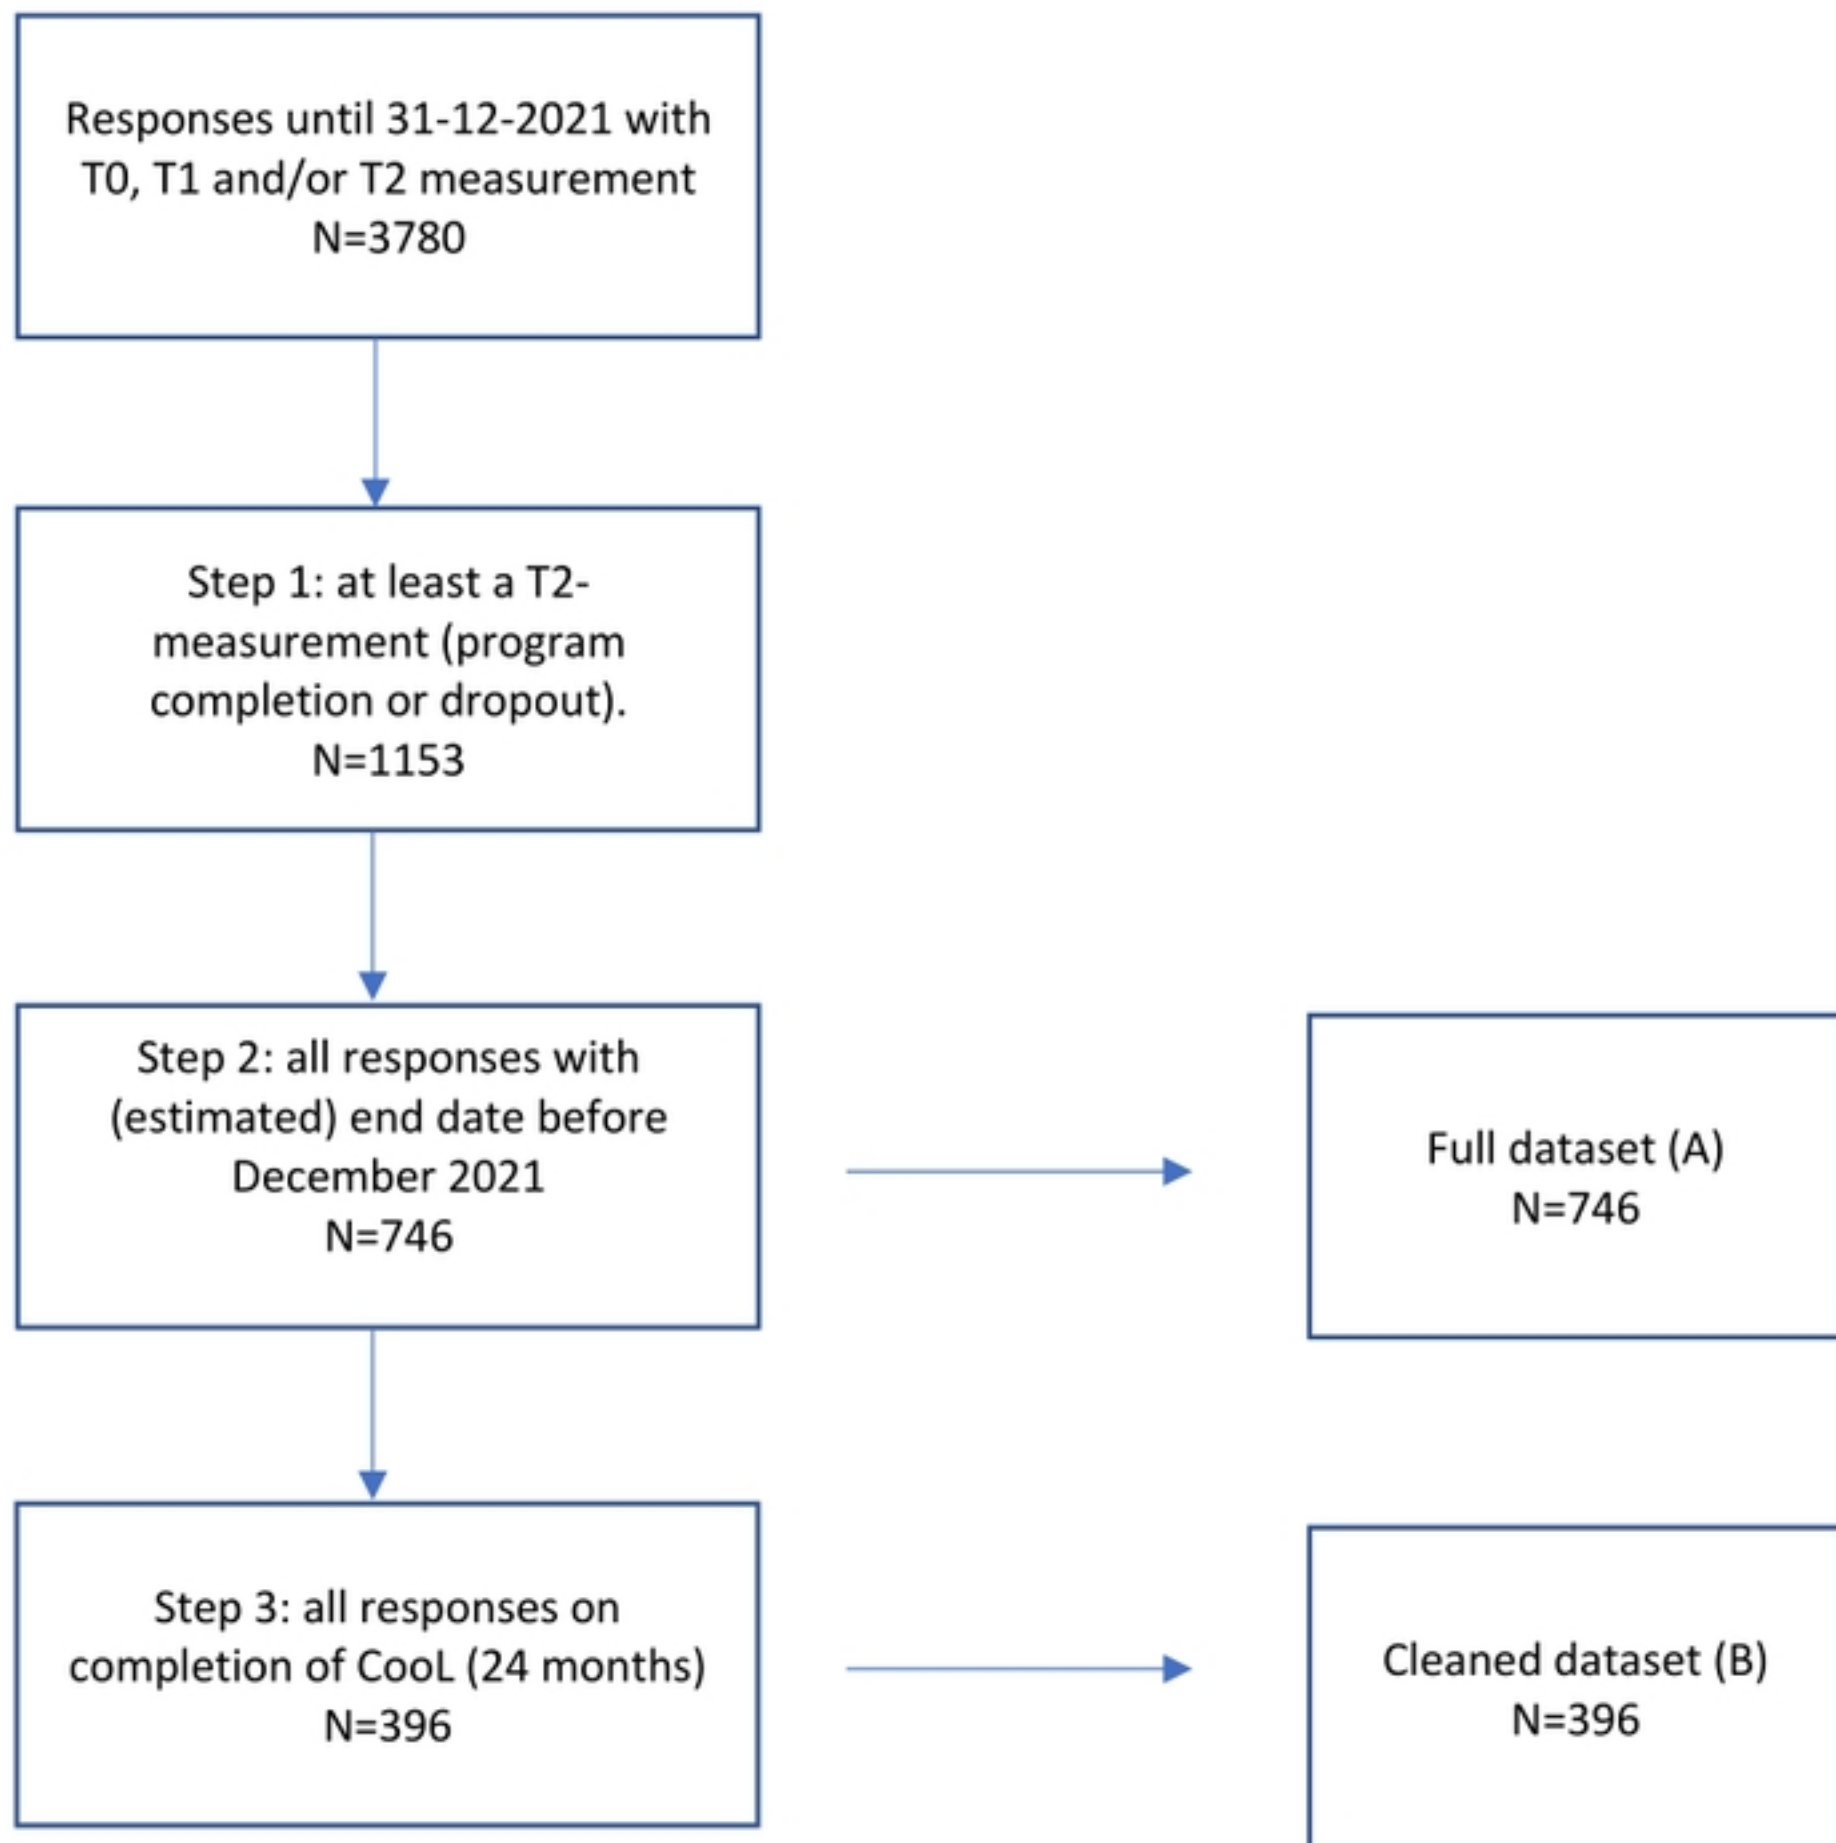 Responses until 31-12-2021 with
T0, T1 and/or T2 measurement
N=3780
Step 1: at least a T2-
measurement (program
completion or dropout).
N=1153
Step 2: all responses with
(estimated) end date before
December 2021
N=746
Full dataset (A)
N=746
Step 3: all responses on
completion of CooL (24 months)
N=396
Cleaned dataset (B)
N=396